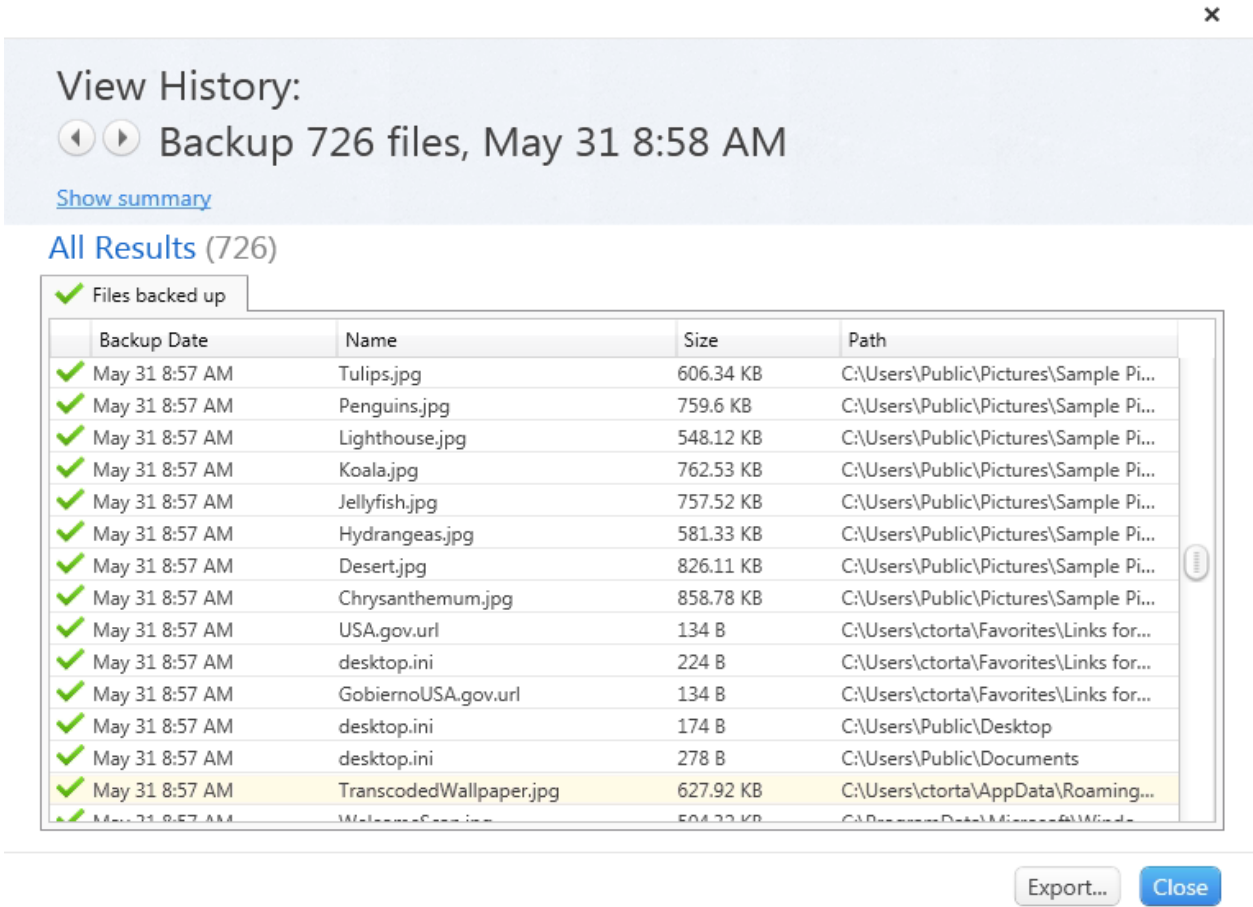 ×
View History:
Backup 726 files, May 31 8:58 AM
Show summary
All Results (726)
Files backed up
Backup Date Name Size Path
May 31 8:57 AM Tulips.jpg 606.34 KB C:\Users\Public\Pictures\Sample Pi...
May 31 8:57 AM Penguins.jpg 759.6 KB C:\Users\Public\Pictures\Sample Pi...
May 31 8:57 AM Lighthouse.jpg 548.12 KB C:\Users\Public\Pictures\Sample Pi...
May 31 8:57 AM Koala.jpg 762.53 KB C:\Users\Public\Pictures\Sample Pi...
May 31 8:57 AM Jellyfish.jpg 757.52 KB C:\Users\Public\Pictures\Sample Pi...
May 31 8:57 AM Hydrangeas.jpg 581.33 KB C:\Users\Public\Pictures\Sample Pi...
May 31 8:57 AM Desert.jpg 826.11 KB C:\Users\Public\Pictures\Sample Pi...
May 31 8:57 AM Chrysanthemum.jpg 858.78 KB C:\Users\Public\Pictures\Sample Pi...
May 31 8:57 AM USA.gov.url 134 B C:\Users\ctorta\Favorites\Links for...
May 31 8:57 AM desktop.ini 224 B C:\Users\ctorta\Favorites\Links for...
May 31 8:57 AM GobiernoUSA.gov.url 134 B C:\Users\ctorta\Favorites\Links for...
May 31 8:57 AM desktop.ini 174 B C:\Users\Public\Desktop
May 31 8:57 AM desktop.ini 278 B C:\Users\Public\Documents
May 31 8:57 AM TranscodedWallpaper.jpg 627.92 KB C:\Users\ctorta\AppData\Roaming...
May 31 8:57 AM
Export... Close